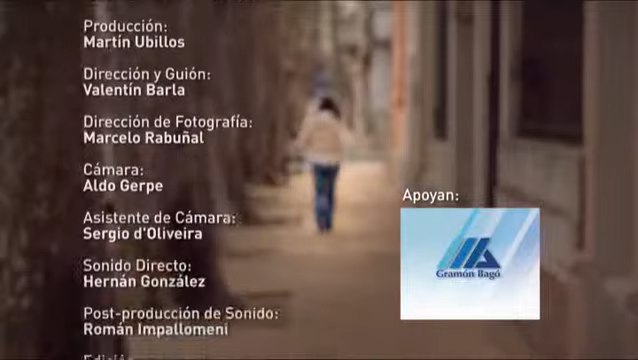 Producción:
Martín Ubillos
Dirección y Guión:
Valentín Barla
Dirección de Fotografía:
Marcelo Rabuñal
Cámara:
Aldo Gerpe
Asistente de Cámara:
Sergio d'Oliveira
Sonido Directo:
Hernán González
Post-producción de Sonido:
Román Impallomeni
Edición
Apoyan:
Gramón Bagó